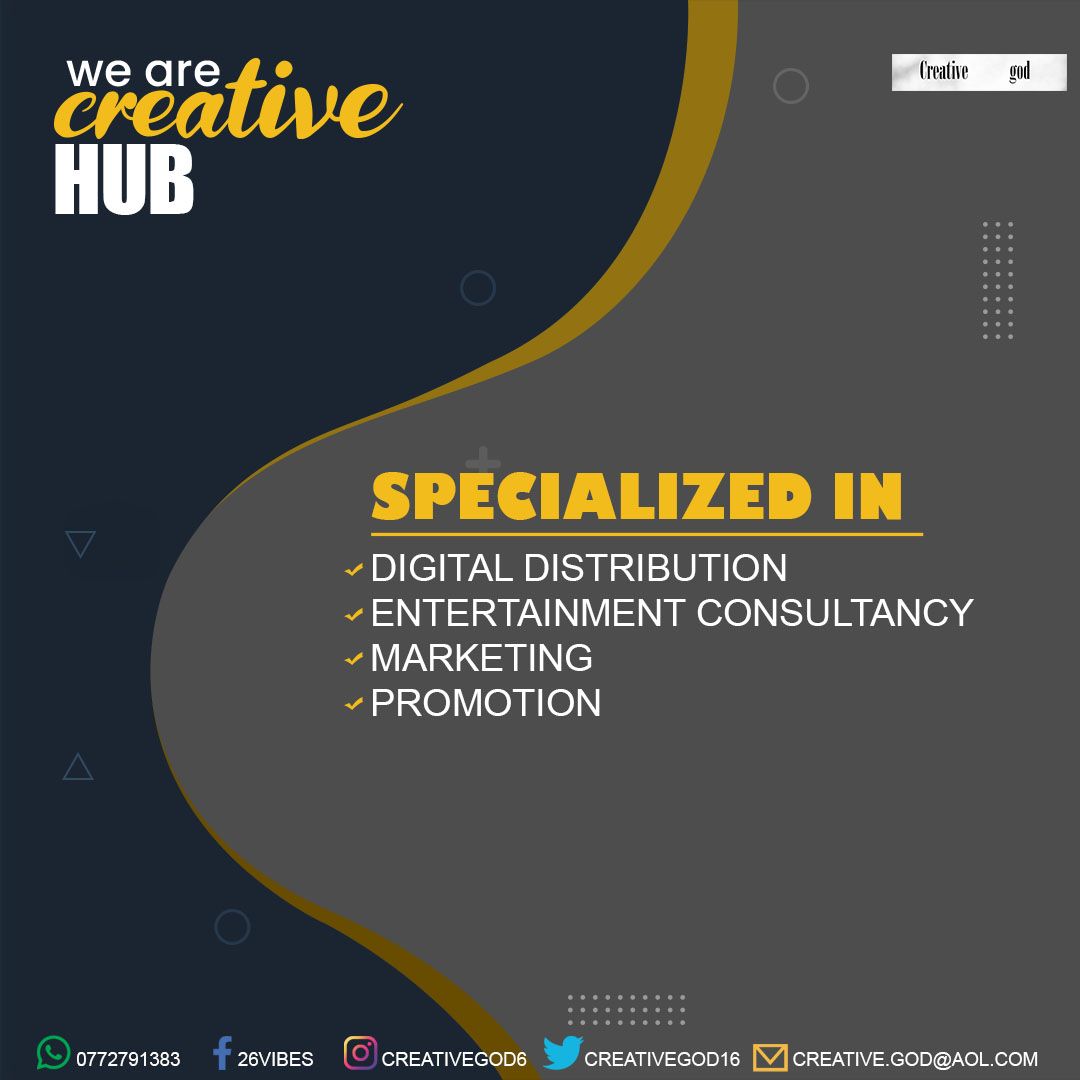 we are
creative
HUB
Creative god
SPECIALIZED IN
DIGITAL DISTRIBUTION
ENTERTAINMENT CONSULTANCY
MARKETING
PROMOTION
0772791383 26VIBES CREATIVEGOD6 CREATIVEGOD16 CREATIVE.GOD@AOL.COM